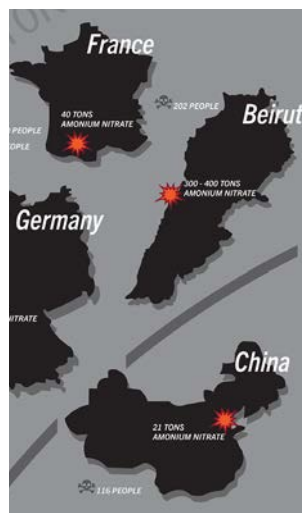 France
40 TONS
AMONIUM NITRATE
202 PEOPLE
PEOPLE
Beirut
300 - 400 TONS
AMONIUM NITRATE
Germany
NITRATE
China
21 TONS
AMONIUM NITRATE
116 PEOPLE